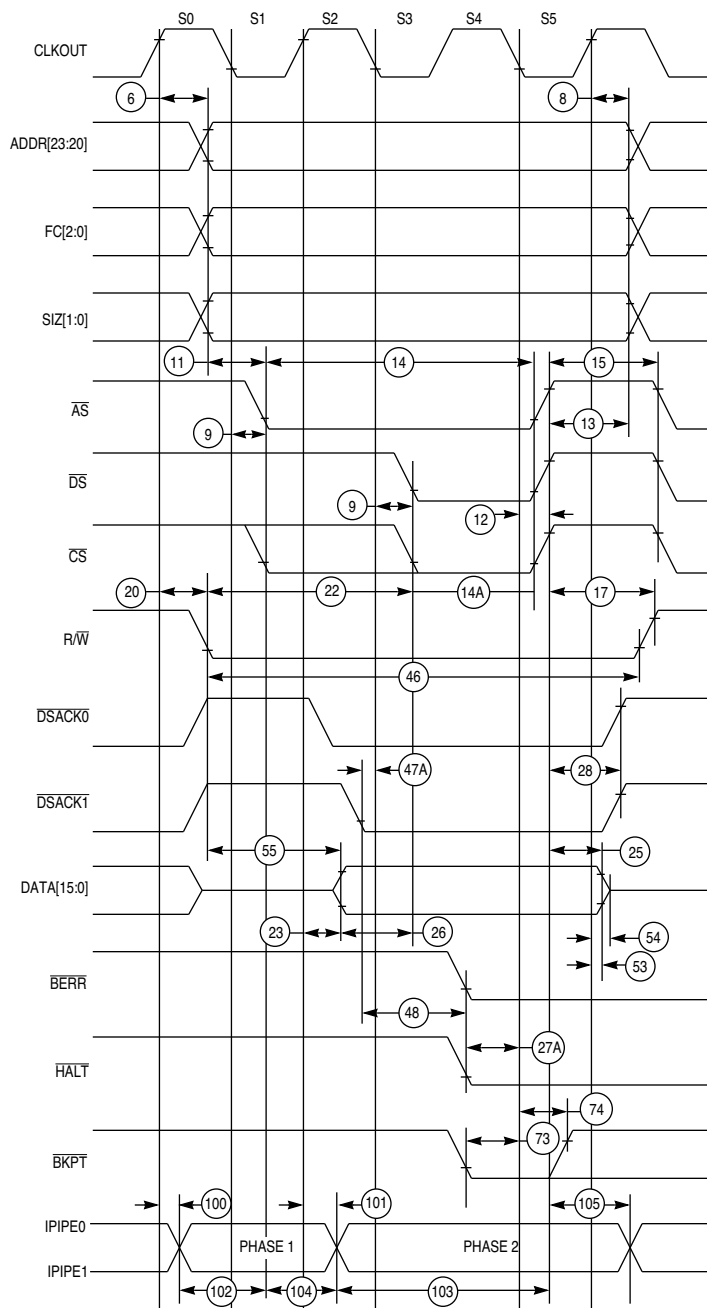 S0 S1 S2 S3 S4 S5
CLKOUT
6 8
ADDR[23:20]
FC[2:0]
SIZ[1:0]
11 14 15
AS
13
9
DS
9
12
CS
20 22 14A 17
R/W
46
DSACK0
47A 28
DSACK1
55 25
DATA[15:0]
23 26 54
53
BERR
48
27A
HALT
74
73
BKPT
100 101 105
IPIPE0
PHASE 1 PHASE 2
IPIPE1
102 104 103